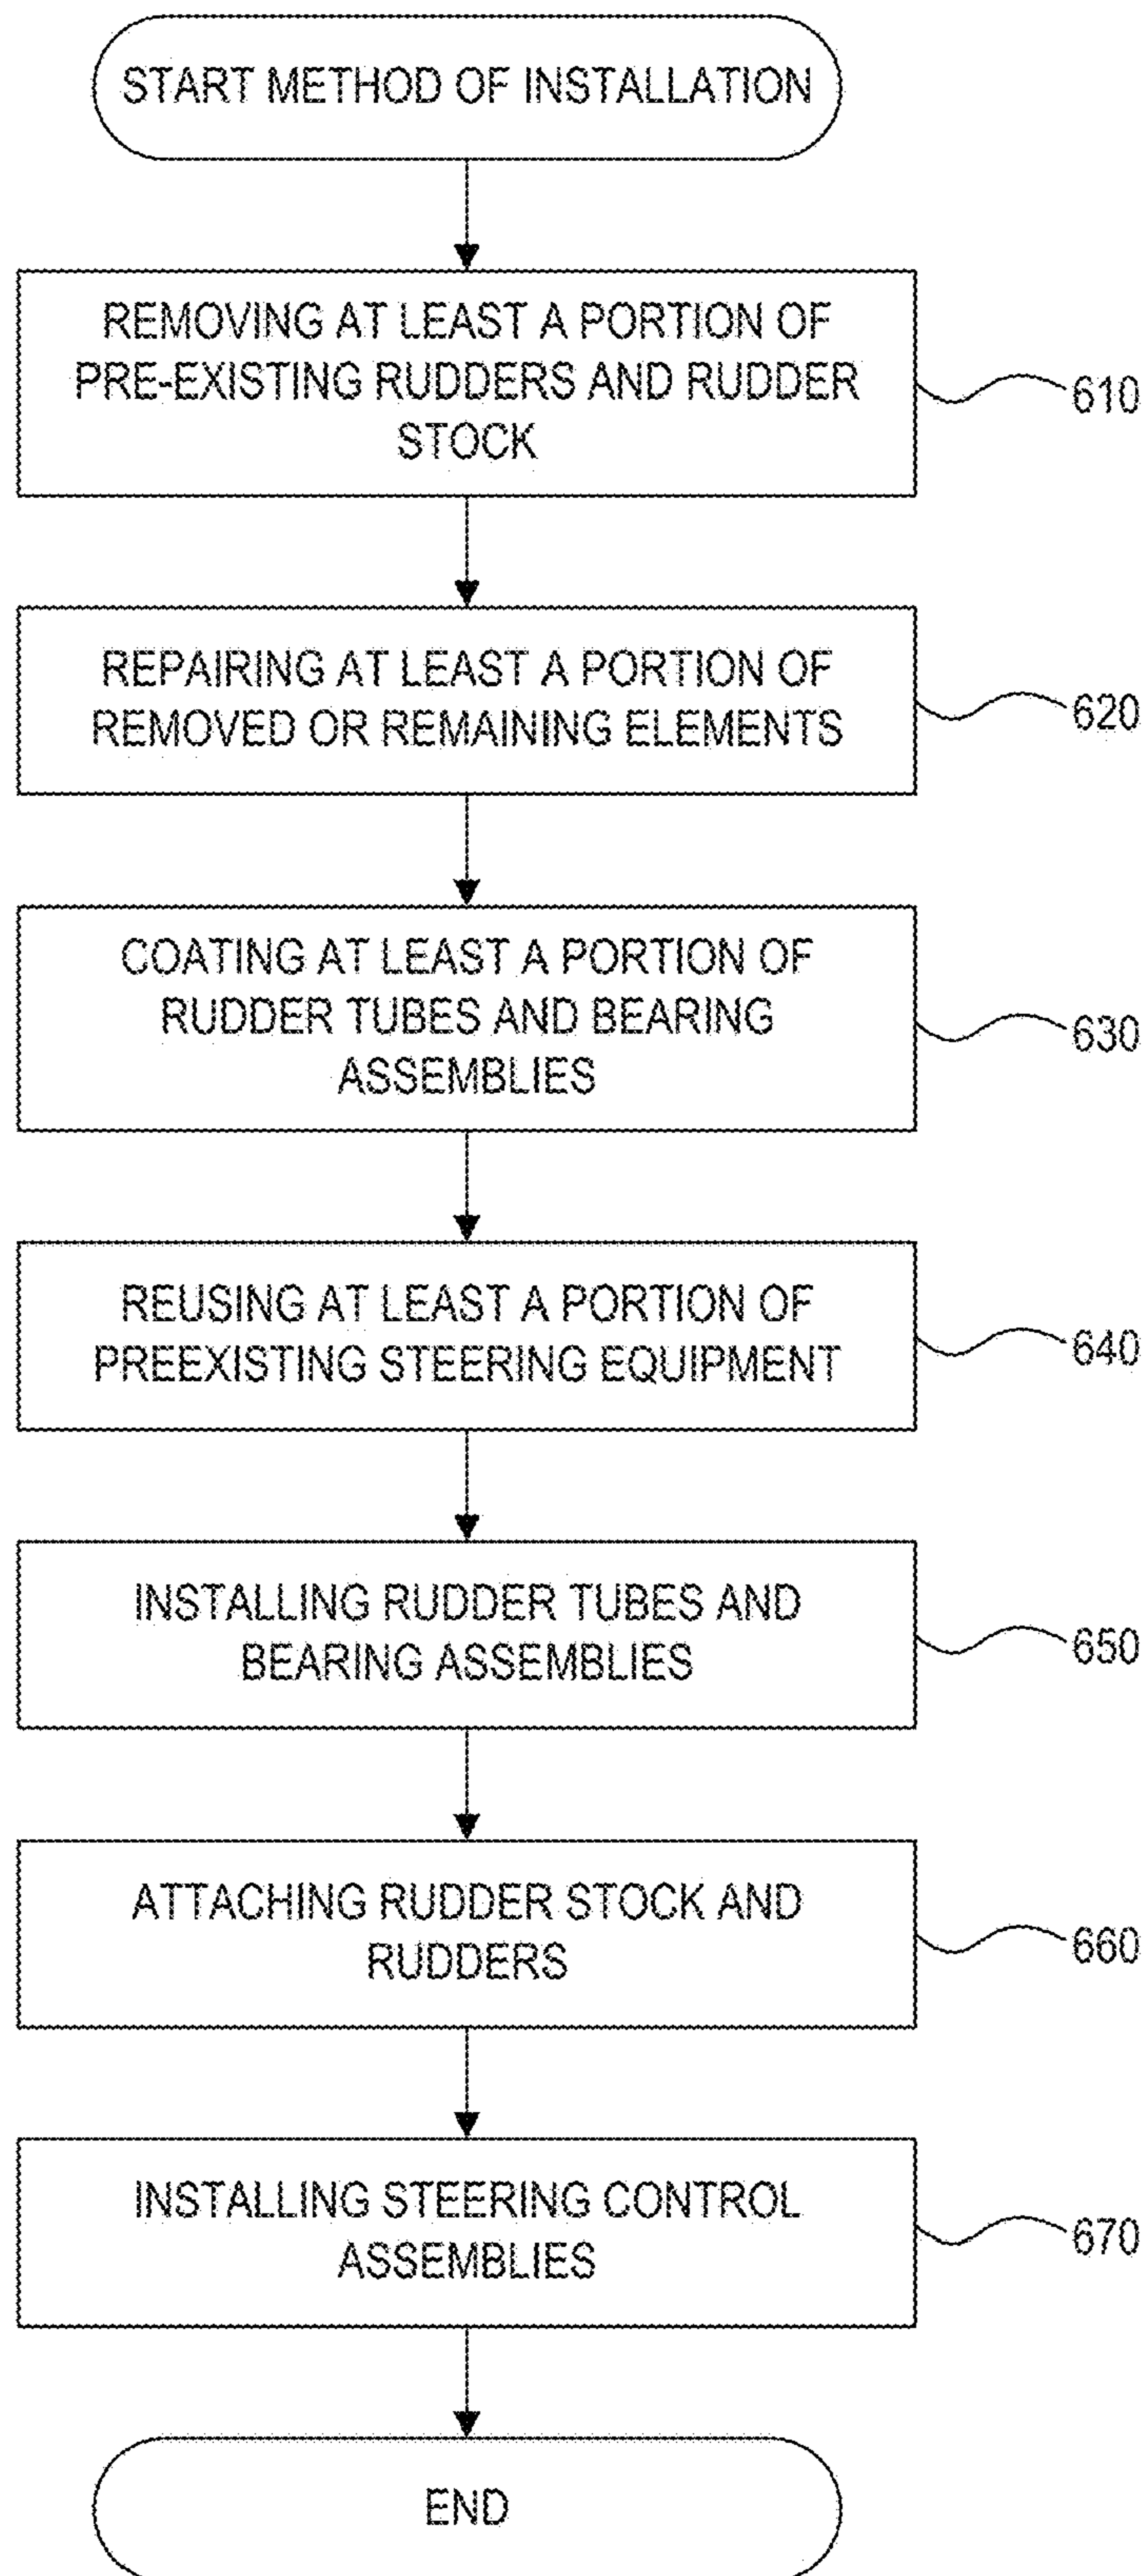 START METHOD OF INSTALLATION
REMOVING AT LEAST A PORTION OF
PRE-EXISTING RUDDERS AND RUDDER
STOCK
610
REPAIRING AT LEAST A PORTION OF
REMOVED OR REMAINING ELEMENTS
620
COATING AT LEAST A PORTION OF
RUDDER TUBES AND BEARING
ASSEMBLIES
630
REUSING AT LEAST A PORTION OF
PREEXISTING STEERING EQUIPMENT
640
INSTALLING RUDDER TUBES AND
BEARING ASSEMBLIES
650
ATTACHING RUDDER STOCK AND
RUDDERS
660
INSTALLING STEERING CONTROL
ASSEMBLIES
670
END